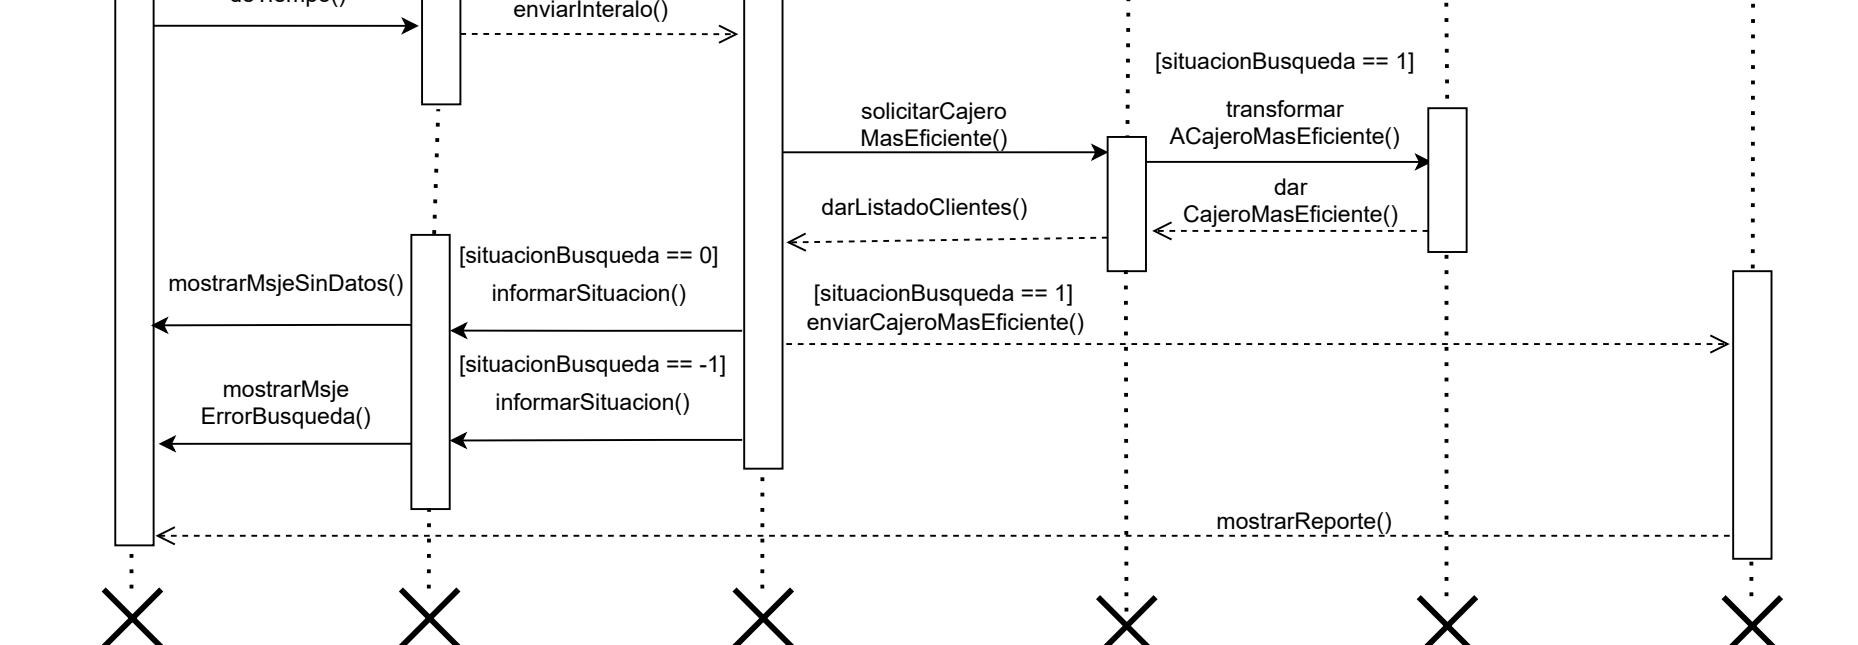 enviarInteralo()
[situacionBusqueda == 1]
solicitarCajero
MasEficiente()
transformar
ACajeroMasEficiente()
dar
CajeroMasEficiente()
darListadoClientes()
[situacionBusqueda == 0]
mostrarMsjeSinDatos()
informarSituacion()
[situacionBusqueda == 1]
enviarCajeroMasEficiente()
[situacionBusqueda == -1]
mostrarMsje
ErrorBusqueda()
informarSituacion()
mostrarReporte()